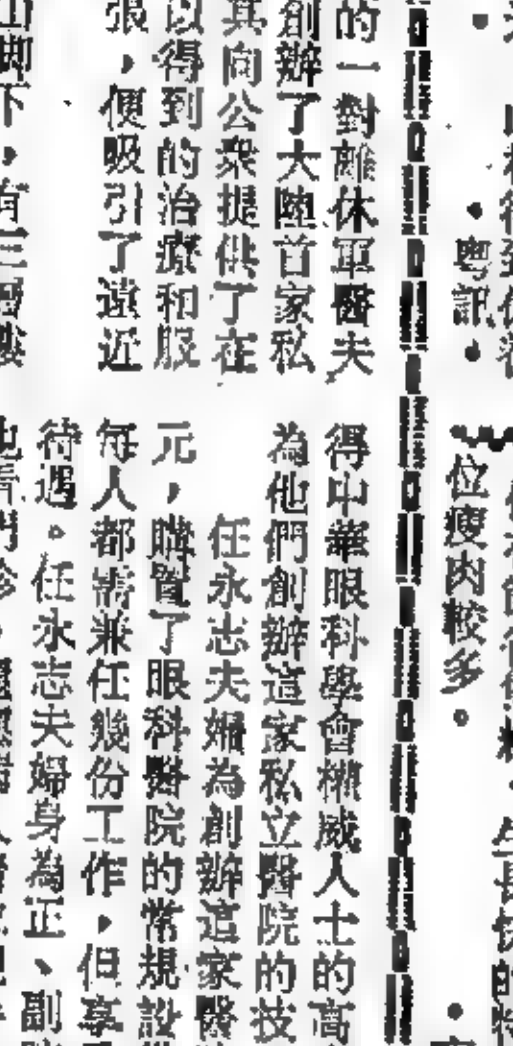 粵訊
的一對離休軍醫夫
創辦了大陸首家私
其向公衆提供了在
以得到的治療和服
張，便吸引了遠近
山脚下，有三層樓
位瘦肉較多。
得中華眼科學會權威人士的高
為他們創辦這家私立醫院的技
任永志夫婦為創辦這家醫
元，購置了眼科醫院的常規設
每人都需兼任幾份工作，但享
待遇。任永志夫婦身為正、副